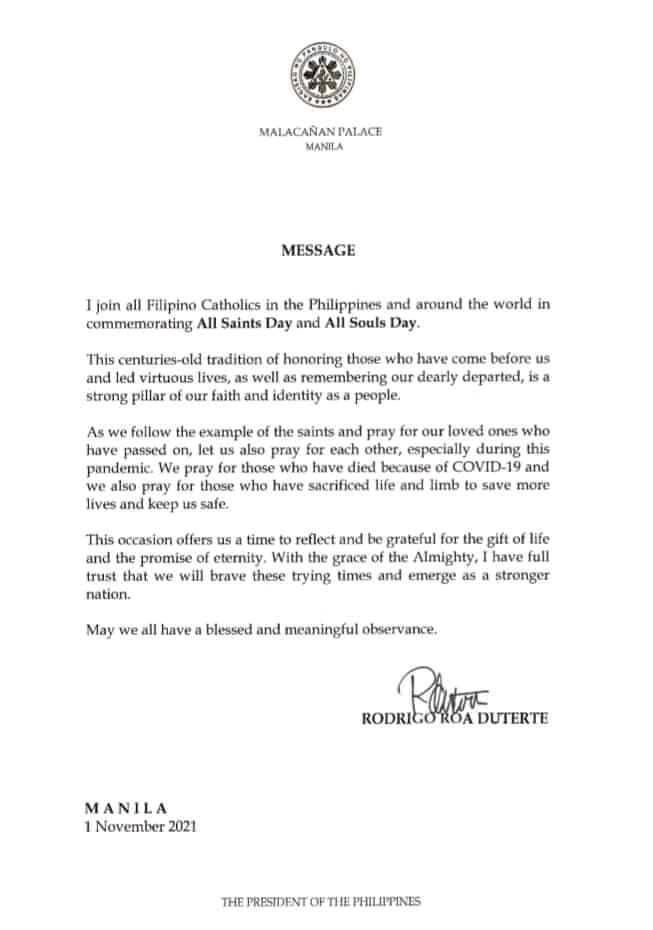 MALACAÑAN PALACE
MANILA
MESSAGE
I join all Filipino Catholics in the Philippines and around the world in
commemorating All Saints Day and All Souls Day.
This centuries-old tradition of honoring those who have come before us
and led virtuous lives, as well as remembering our dearly departed, is a
strong pillar of our faith and identity as a people.
As we follow the example of the saints and pray for our loved ones who
have passed on, let us also pray for each other, especially during this
pandemic. We pray for those who have died because of COVID-19 and
we also pray for those who have sacrificed life and limb to save more
lives and keep us safe.
This occasion offers us a time to reflect and be grateful for the gift of life
and the promise of eternity. With the grace of the Almighty, I have full
trust that we will brave these trying times and emerge as a stronger
nation.
May we all have a blessed and meaningful observance.
RODRIGO ROA DUTERTE
MANILA
1 November 2021
THE PRESIDENT OF THE PHILIPPINES